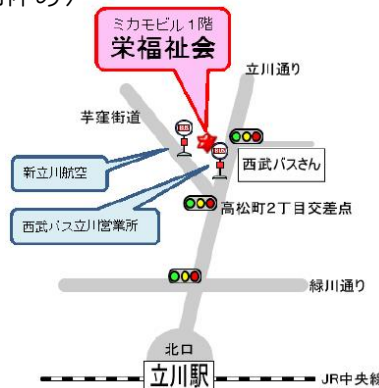 ミカモビル1階
栄福祉会
立川通り
芋窪街道
新立川航空
西武バスさん
西武バス立川営業所
高松町2丁目交差点
緑川通り
北口
立川駅
JR中央線